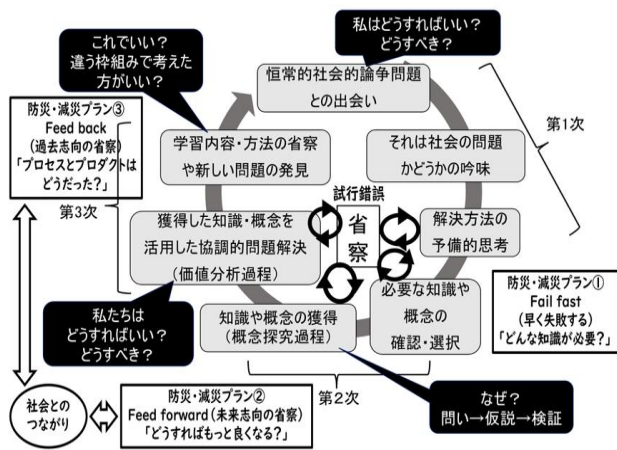 私はどうすればいい?
どうすべき?
これでいい?
違う枠組みで考えた
方がいい?
恒常的社会的論争問題
との出会い
第1次
防災・減災プラン③
Feed back
(過去志向の省察)
「プロセスとプロダクトは
どうだった?」
学習内容・方法の省察
や新しい問題の発見
それは社会の問題
かどうかの吟味
試行錯誤
省
察
第3次
獲得した知識・概念を
活用した協調的問題解決
(価値分析過程)
解決方法の
予備的思考
私たちは
どうすればいい?
どうすべき?
知識や概念の獲得
(概念探究過程)
必要な知識や
概念の
確認・選択
防災・減災プラン①
Fail fast
(早く失敗する)
「どんな知識が必要?」
第2次
社会との
つながり
防災・減災プラン②
Feed forward(未来志向の省察)
「どうすればもっと良くなる?」
なぜ?
問い→仮説→検証